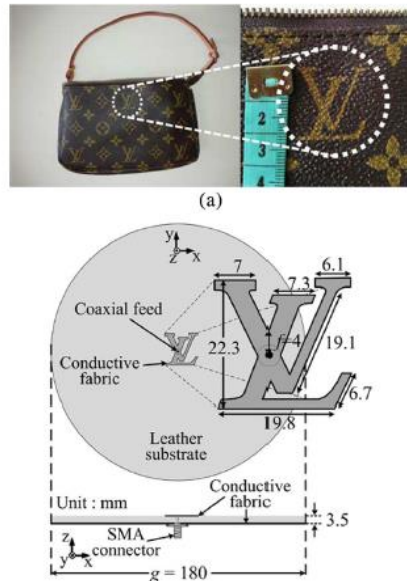 LV
2
3
4
(a)
y
z x
Coaxial feed
Conductive
fabric
Leather
substrate
7
7.3
6.1
f=4
22.3
19.1
6.7
19.8
Unit : mm
Conductive
fabric
3.5
SMA
connector
z
y x
g = 180